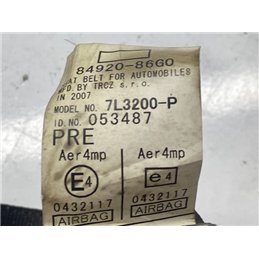 84920-86G0
AT BELT FOR AUTOMOBILES
D. BY TRCZ s.r.o.
IN 2007
MODEL NO. 7L3200-P
ID.NO. 053487
PRE
Aer4mp Aer4mp
E4 e4
0432117 0432117
AIRBAG AIRBAG